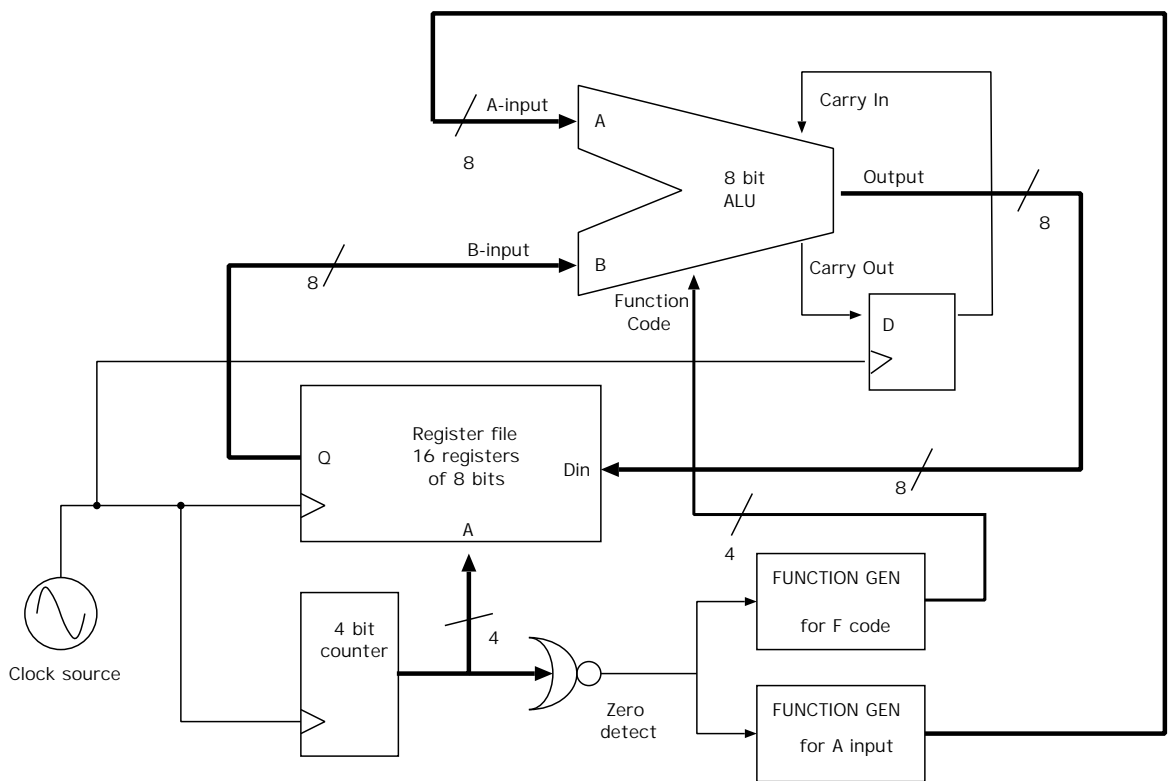 Carry In
A-input
8
A
8 bit
ALU
Output
8
B-input
8
B
Carry Out
Function
Code
D
Register file
16 registers
of 8 bits
Q
Din
8
A
4
FUNCTION GEN
for F code
4 bit
counter
4
Clock source
Zero
detect
FUNCTION GEN
for A input